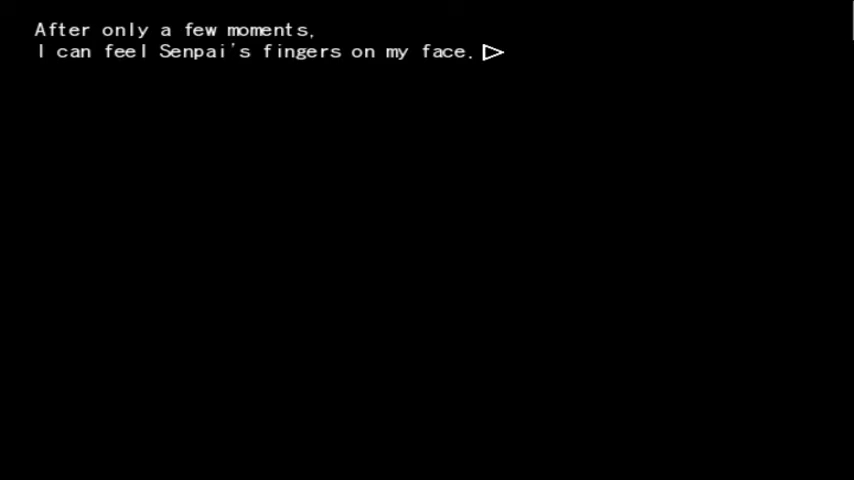 After only a few moments,
I can feel Senpai's fingers on my face.